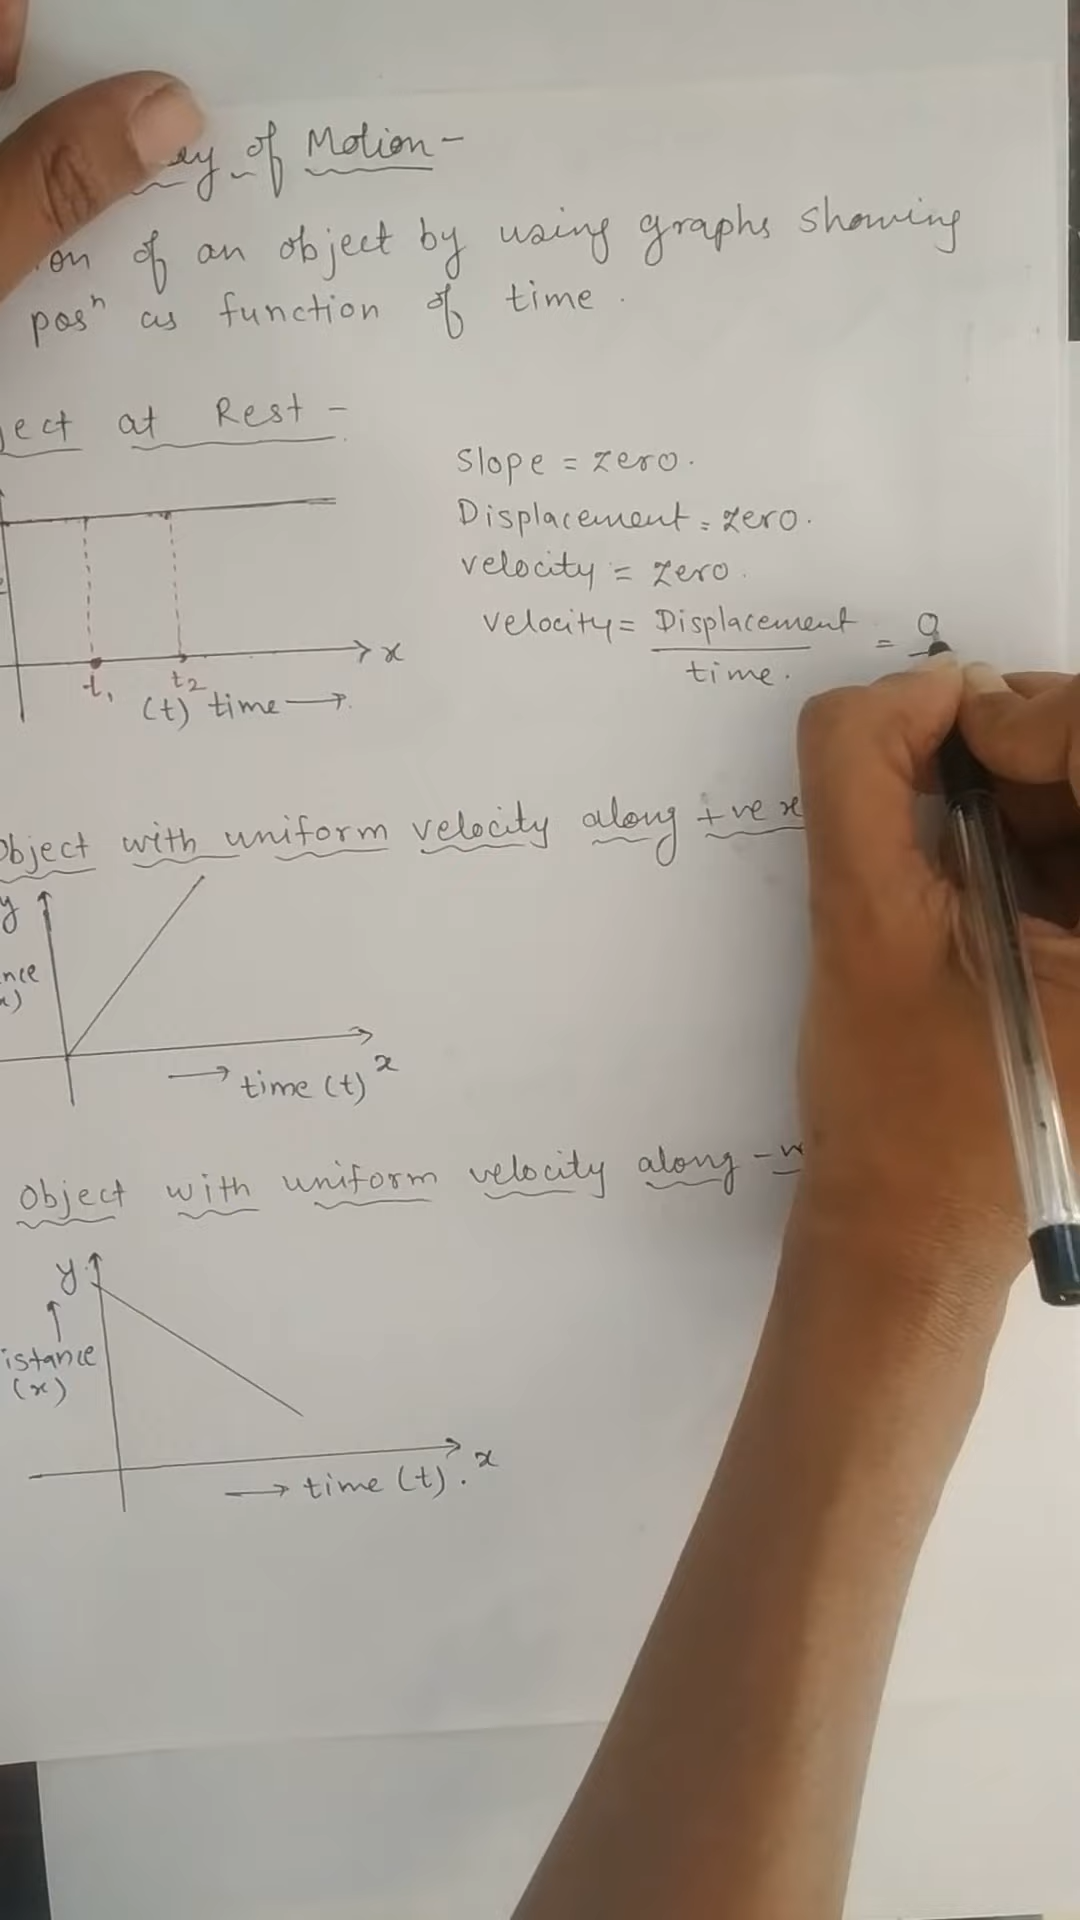 of Motion -
of an object by using graphs showing
posⁿ as function of time.
at Rest -
Slope = zero.
Displacement = zero.
velocity = zero.
velocity = Displacement / time. = 0
x
t₁ t₂
(t) time →
Object with uniform velocity along +ve x
y
time (t) x
Object with uniform velocity along -v
y
istance
(x)
time (t). x